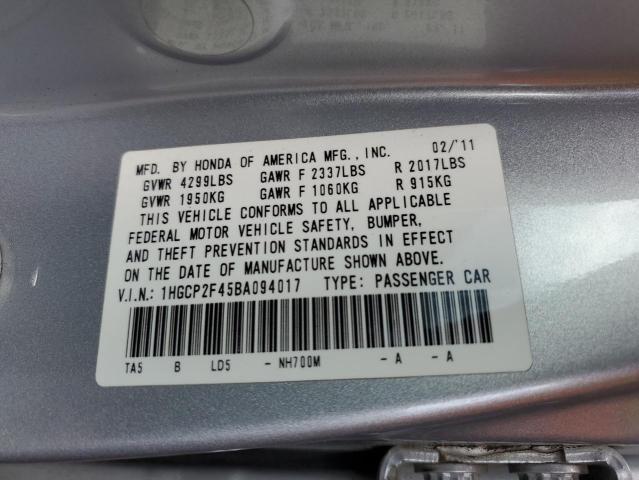 MFD. BY HONDA OF AMERICA MFG., INC. 02/'11
GVWR 4299LBS GAWR F 2337LBS R 2017LBS
GVWR 1950KG GAWR F 1060KG R 915KG
THIS VEHICLE CONFORMS TO ALL APPLICABLE
FEDERAL MOTOR VEHICLE SAFETY, BUMPER,
AND THEFT PREVENTION STANDARDS IN EFFECT
ON THE DATE OF MANUFACTURE SHOWN ABOVE.
V.I.N.: 1HGCP2F45BA094017 TYPE: PASSENGER CAR
TA5 B LD5 - NH700M - A - A